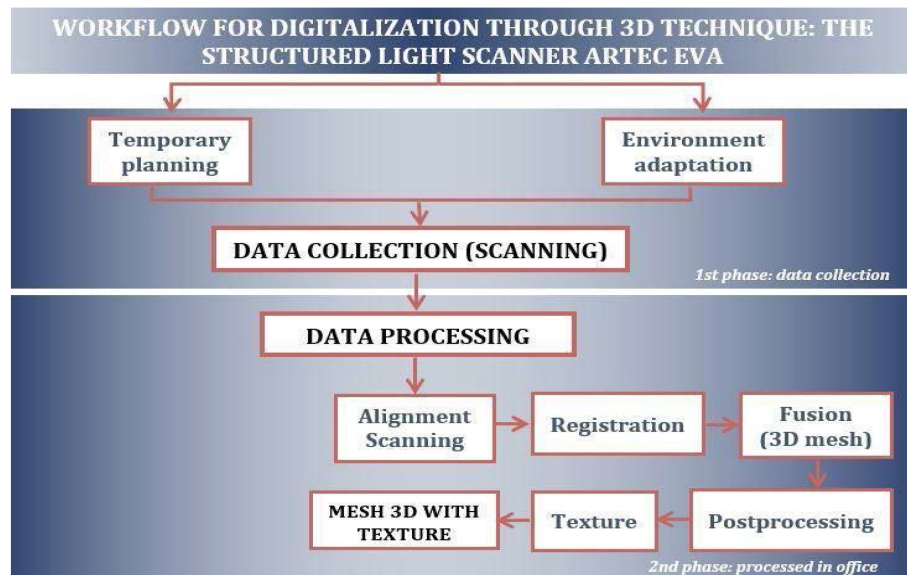 WORKFLOW FOR DIGITALIZATION THROUGH 3D TECHNIQUE: THE
STRUCTURED LIGHT SCANNER ARTEC EVA
Temporary
planning
Environment
adaptation
DATA COLLECTION (SCANNING)
1st phase: data collection
DATA PROCESSING
Alignment
Scanning
Registration
Fusion
(3D mesh)
MESH 3D WITH
TEXTURE
Texture
Postprocessing
2nd phase: processed in office